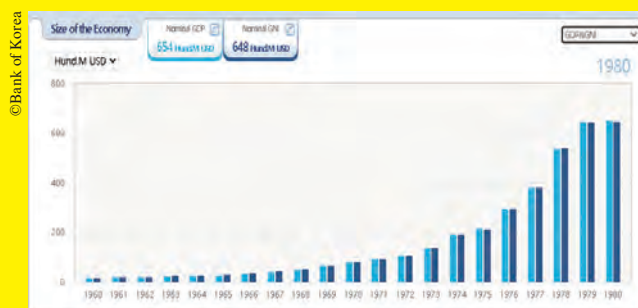 ©Bank of Korea
Size of the Economy
Nominal GDP
654 Hund.M USD
Nominal GNI
648 Hund.M USD
GDP&GNI
Hund.M USD
1980
800
600
400
200
0
1960 1961 1962 1963 1964 1965 1966 1967 1968 1969 1970 1971 1972 1973 1974 1975 1976 1977 1978 1979 1980